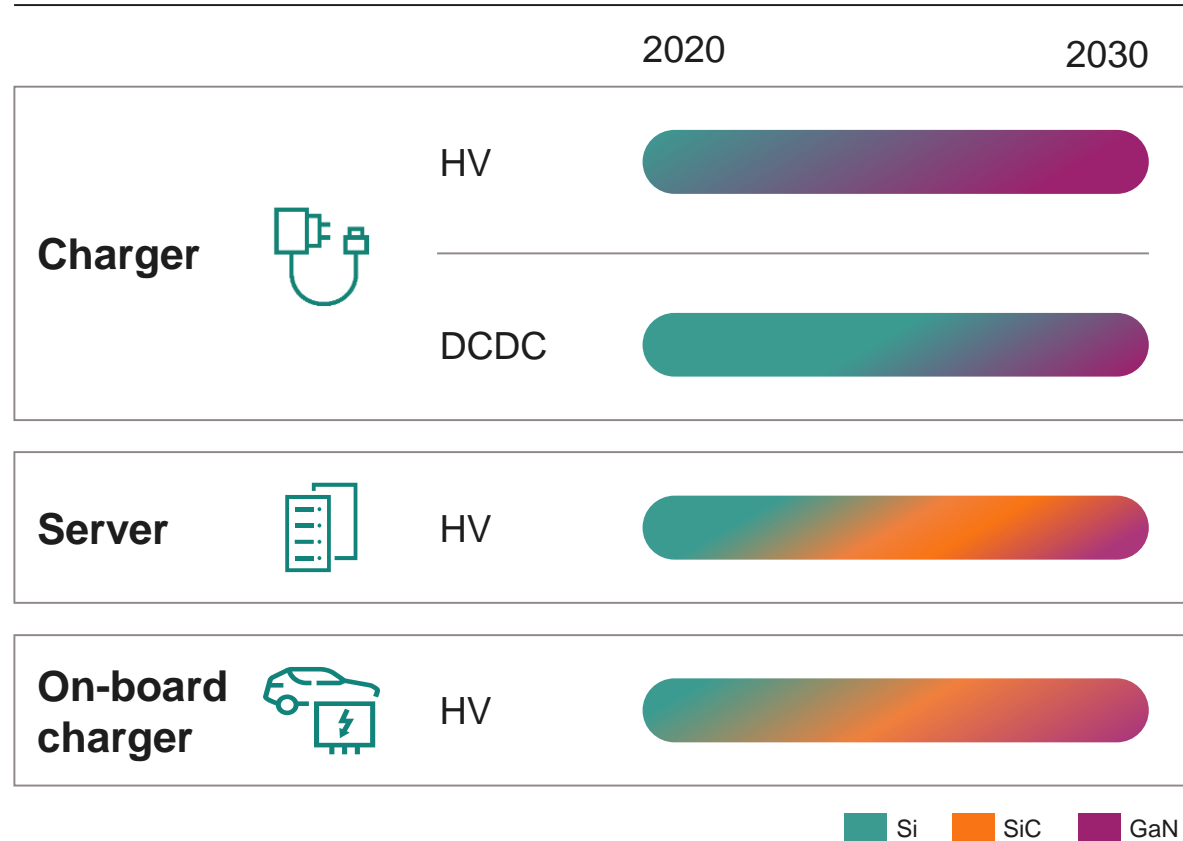 2020
2030
Charger
HV
DCDC
Server
HV
On-board
charger
HV
Si
SiC
GaN